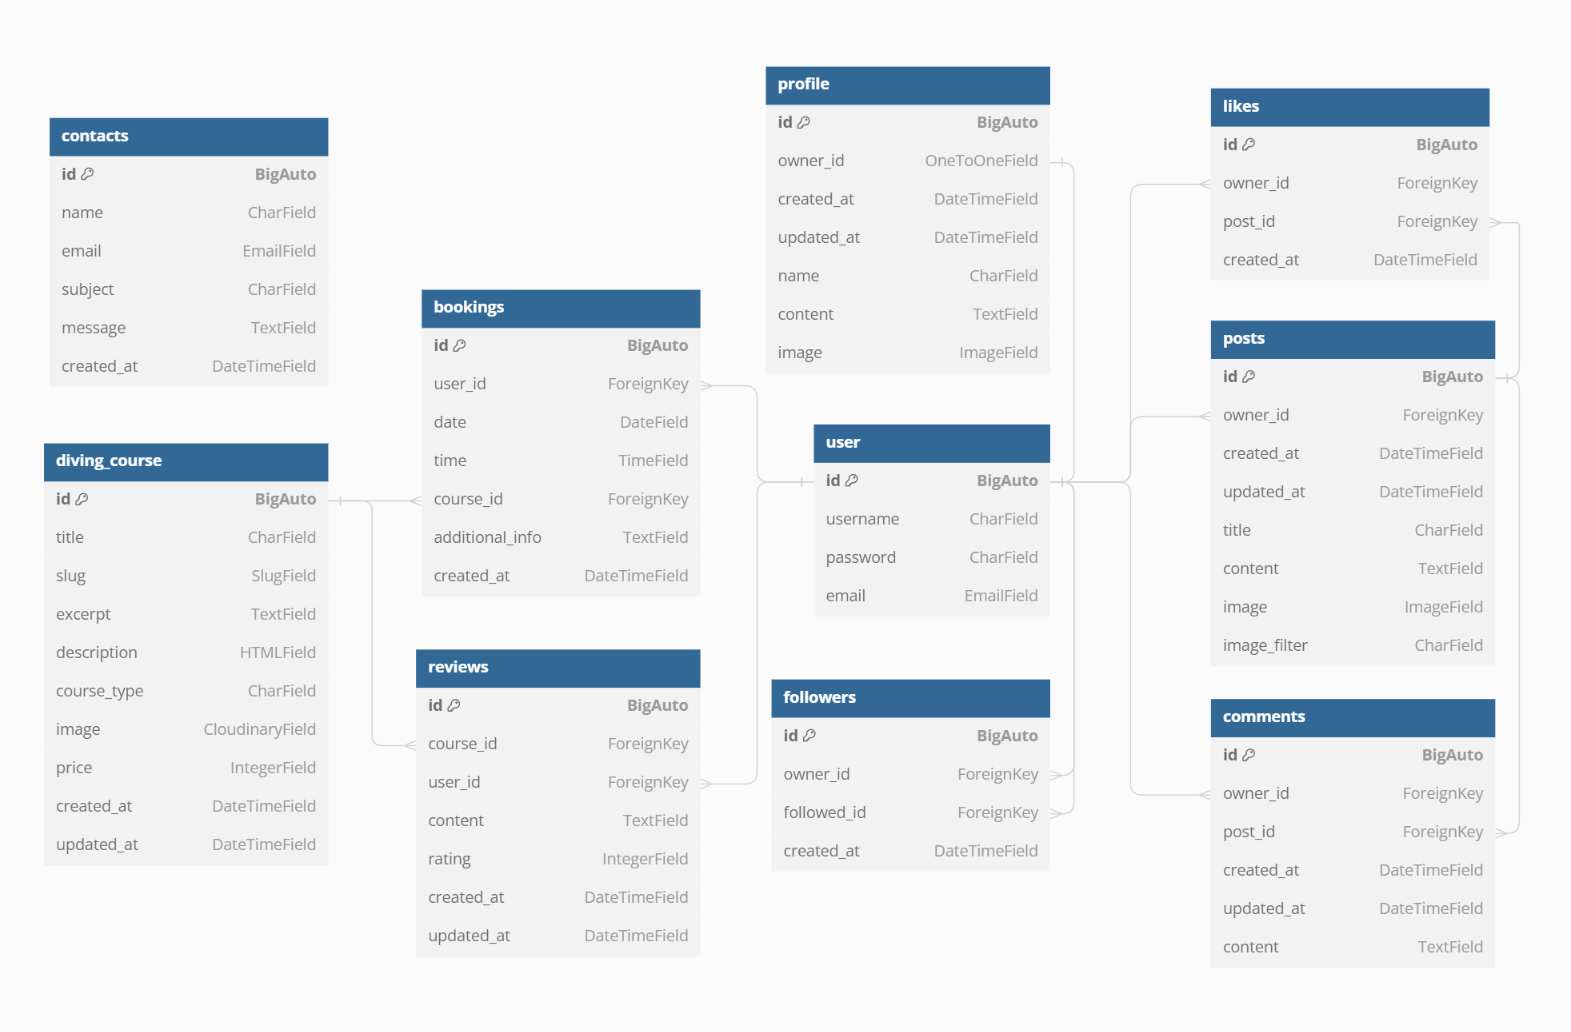 contacts
id BigAuto
name CharField
email EmailField
subject CharField
message TextField
created_at DateTimeField
diving_course
id BigAuto
title CharField
slug SlugField
excerpt TextField
description HTMLField
course_type CharField
image CloudinaryField
price IntegerField
created_at DateTimeField
updated_at DateTimeField
bookings
id BigAuto
user_id ForeignKey
date DateField
time TimeField
course_id ForeignKey
additional_info TextField
created_at DateTimeField
reviews
id BigAuto
course_id ForeignKey
user_id ForeignKey
content TextField
rating IntegerField
created_at DateTimeField
updated_at DateTimeField
profile
id BigAuto
owner_id OneToOneField
created_at DateTimeField
updated_at DateTimeField
name CharField
content TextField
image ImageField
user
id BigAuto
username CharField
password CharField
email EmailField
followers
id BigAuto
owner_id ForeignKey
followed_id ForeignKey
created_at DateTimeField
likes
id BigAuto
owner_id ForeignKey
post_id ForeignKey
created_at DateTimeField
posts
id BigAuto
owner_id ForeignKey
created_at DateTimeField
updated_at DateTimeField
title CharField
content TextField
image ImageField
image_filter CharField
comments
id BigAuto
owner_id ForeignKey
post_id ForeignKey
created_at DateTimeField
updated_at DateTimeField
content TextField